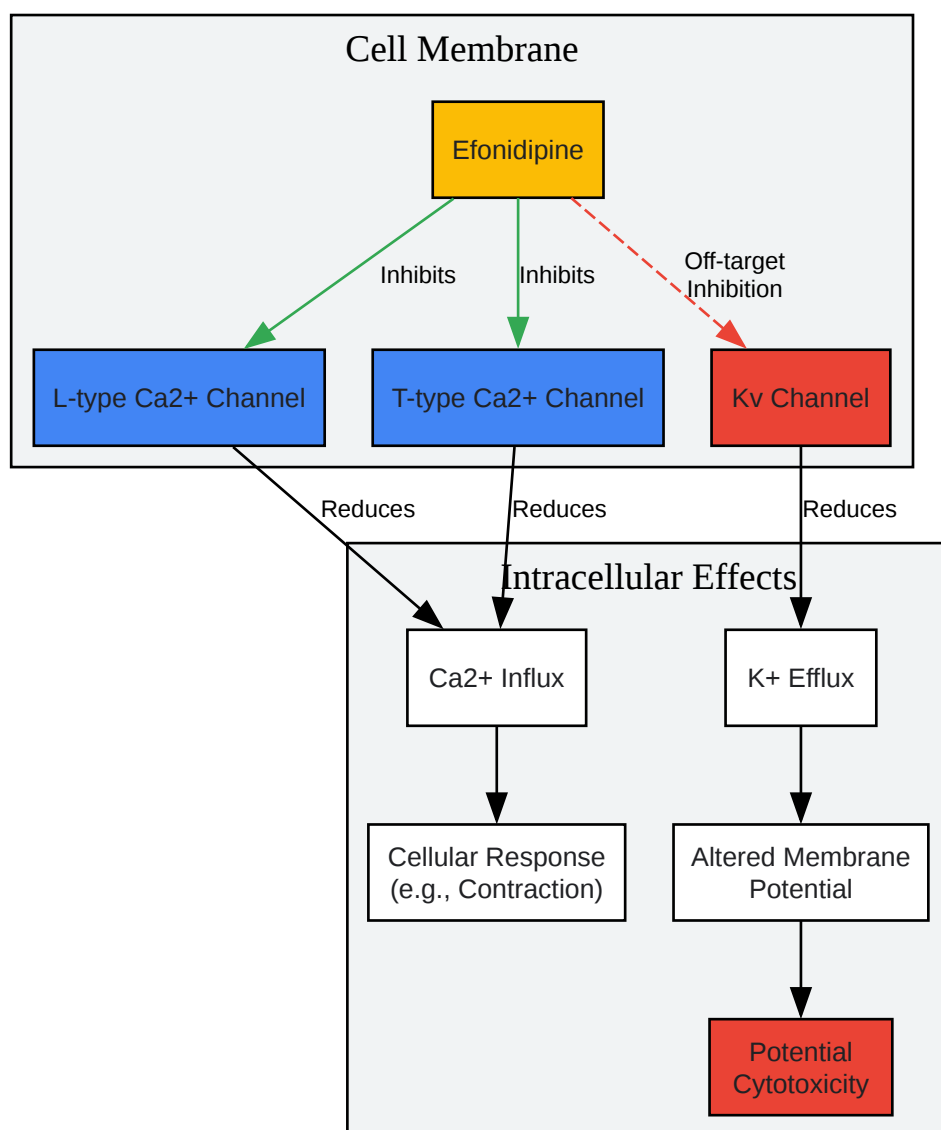 Cell Membrane
Efonidipine
Inhibits
Inhibits
Off-target
Inhibition
L-type Ca2+ Channel
T-type Ca2+ Channel
Kv Channel
Reduces
Reduces
Reduces
Intracellular Effects
Ca2+ Influx
K+ Efflux
Cellular Response
(e.g., Contraction)
Altered Membrane
Potential
Potential
Cytotoxicity